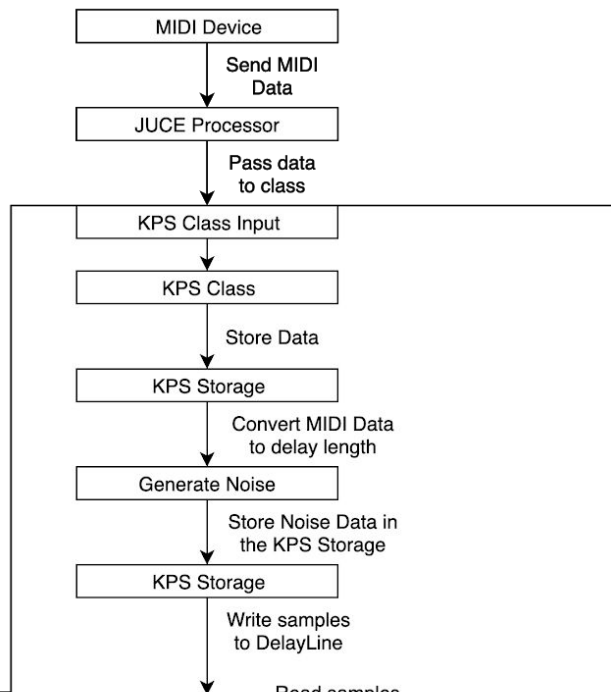 MIDI Device
Send MIDI
Data
JUCE Processor
Pass data
to class
KPS Class Input
KPS Class
Store Data
KPS Storage
Convert MIDI Data
to delay length
Generate Noise
Store Noise Data in
the KPS Storage
KPS Storage
Write samples
to DelayLine
Read samples